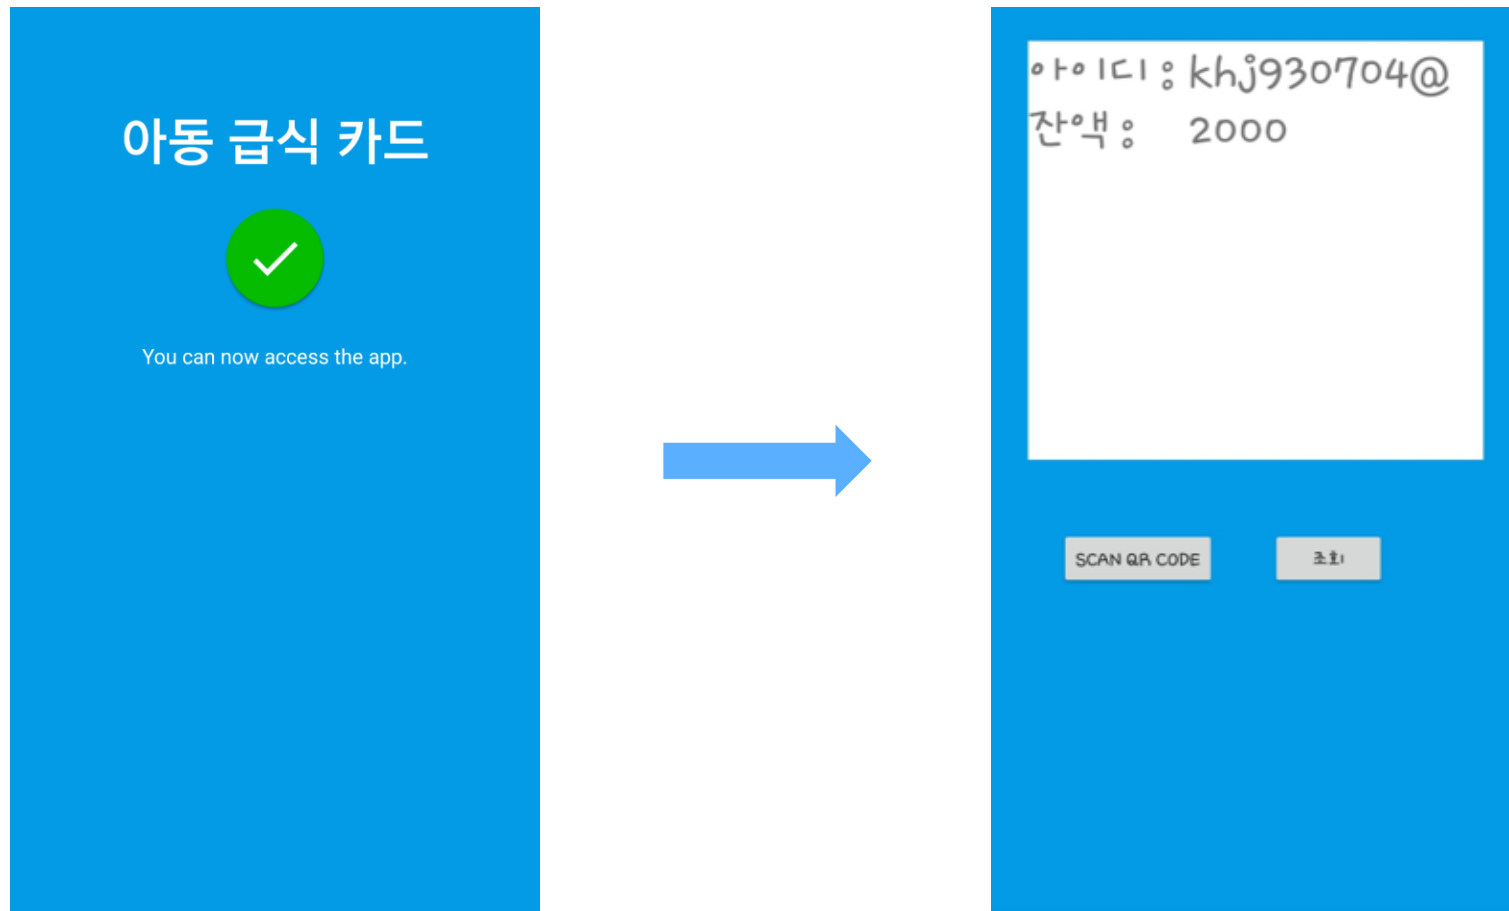 아동 급식 카드
You can now access the app.
아이디 : khj930704@
잔액 : 2000
SCAN QR CODE
조회